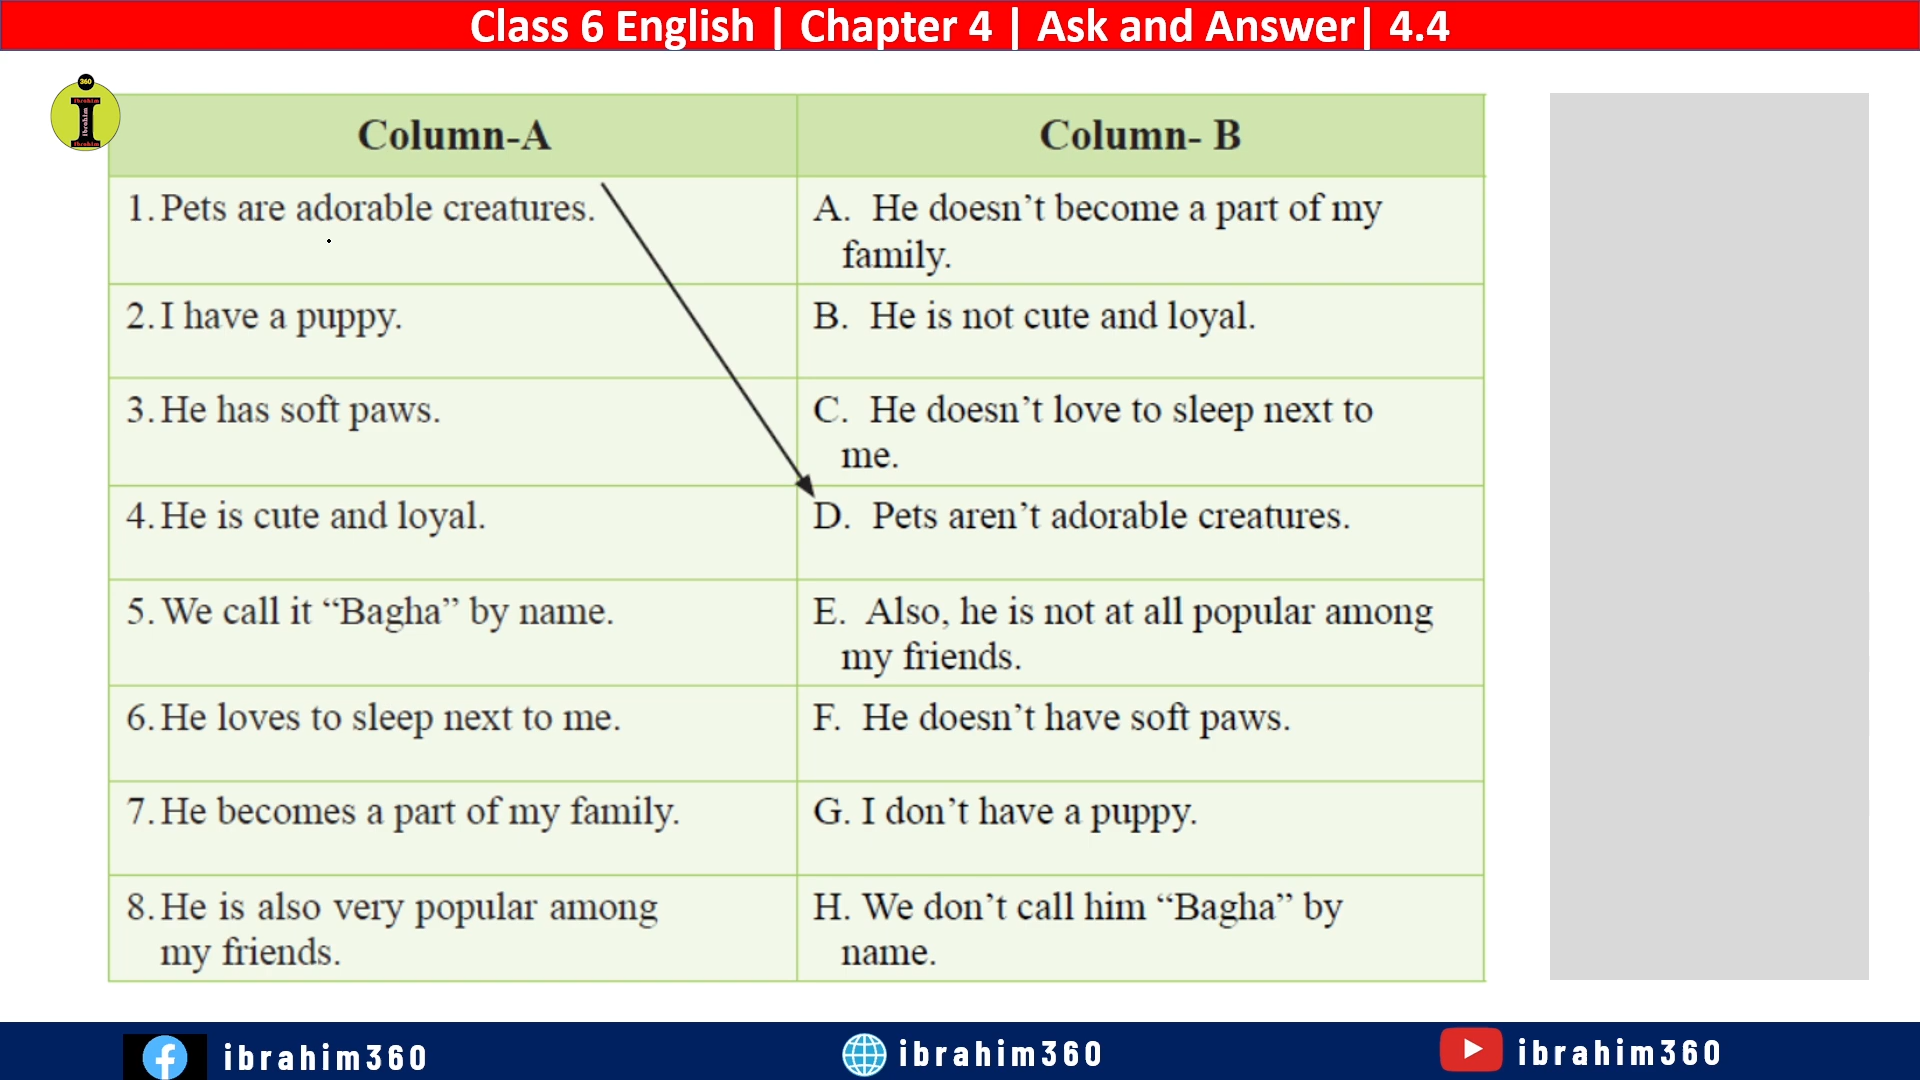 Class 6 English | Chapter 4 | Ask and Answer| 4.4
360
Ibrahim
Ibrahim
Ibrahim
Column-A
Column- B
1. Pets are adorable creatures.
A. He doesn’t become a part of my
family.
2. I have a puppy.
B. He is not cute and loyal.
3. He has soft paws.
C. He doesn’t love to sleep next to
me.
4. He is cute and loyal.
D. Pets aren’t adorable creatures.
5. We call it “Bagha” by name.
E. Also, he is not at all popular among
my friends.
6. He loves to sleep next to me.
F. He doesn’t have soft paws.
7. He becomes a part of my family.
G. I don’t have a puppy.
8. He is also very popular among
my friends.
H. We don’t call him “Bagha” by
name.
ibrahim360
ibrahim360
ibrahim360